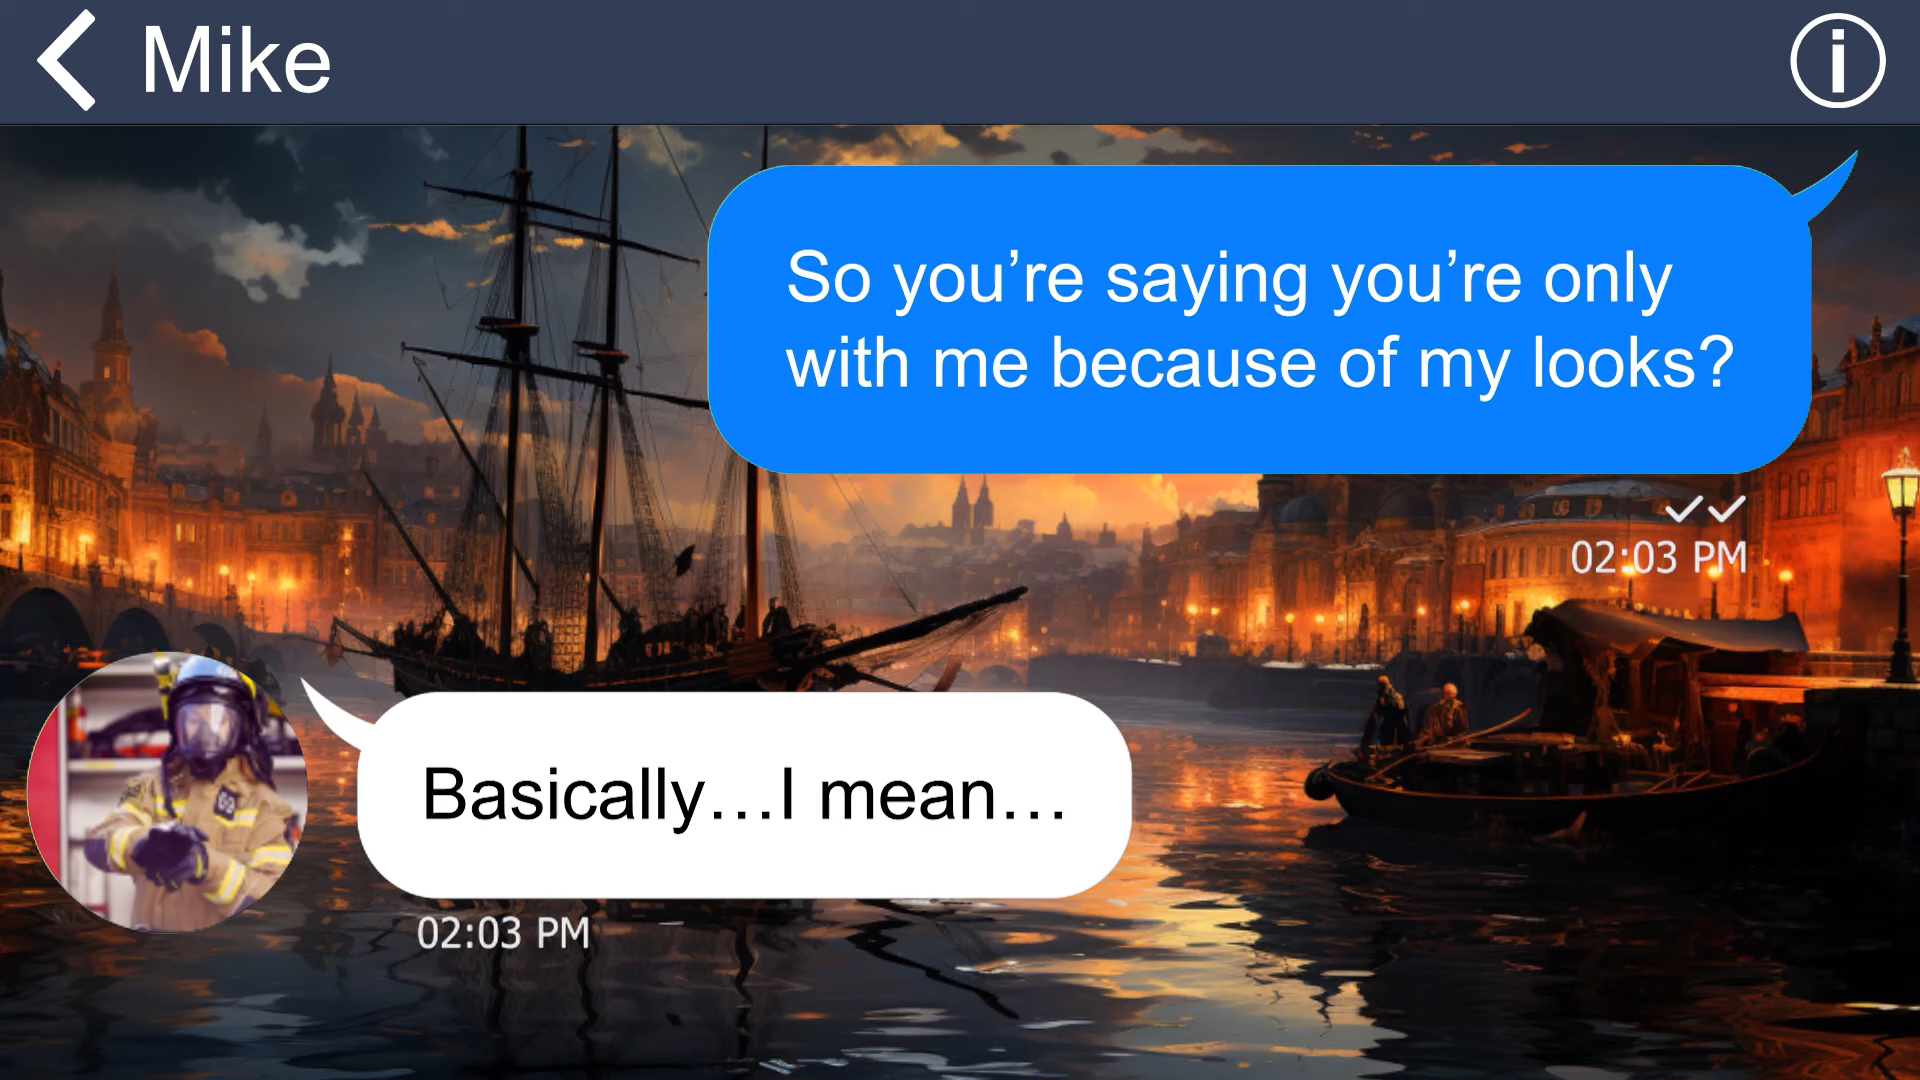 Mike
So you’re saying you’re only
with me because of my looks?
02:03 PM
Basically…I mean…
02:03 PM